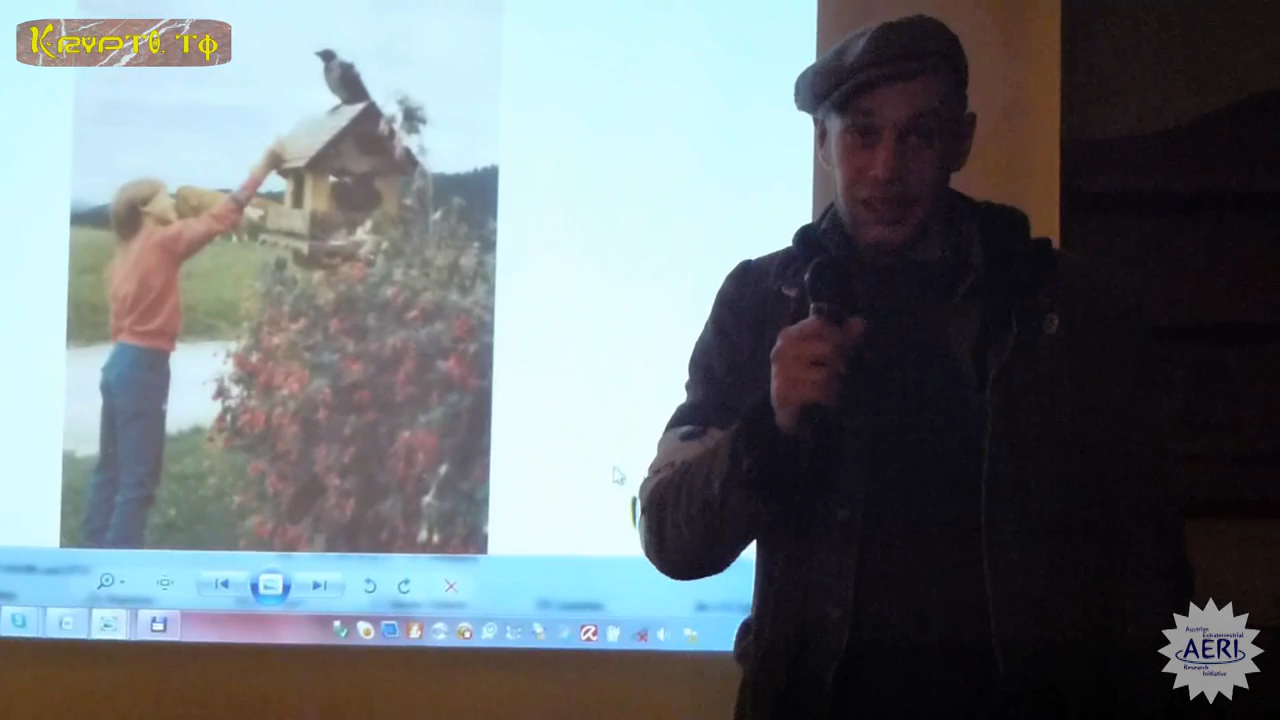 Krypto.Tф
Austrian
Extraterrestrial
AERI
Research
Initiative